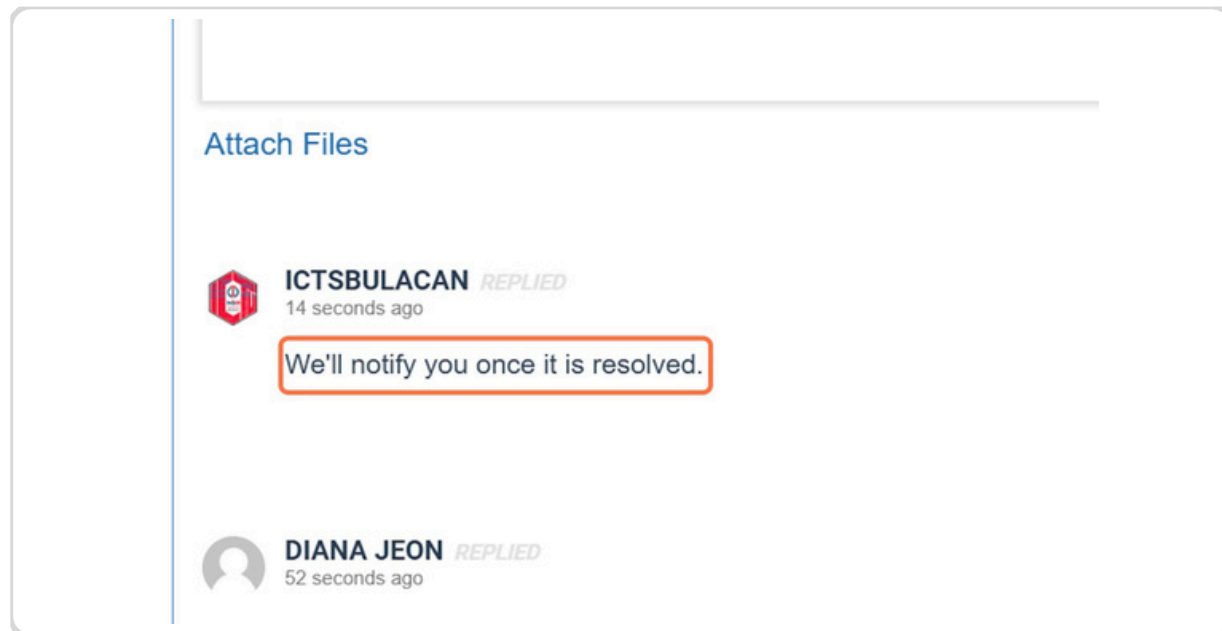 Attach Files
ICTSBULACAN REPLIED
14 seconds ago
We'll notify you once it is resolved.
DIANA JEON REPLIED
52 seconds ago